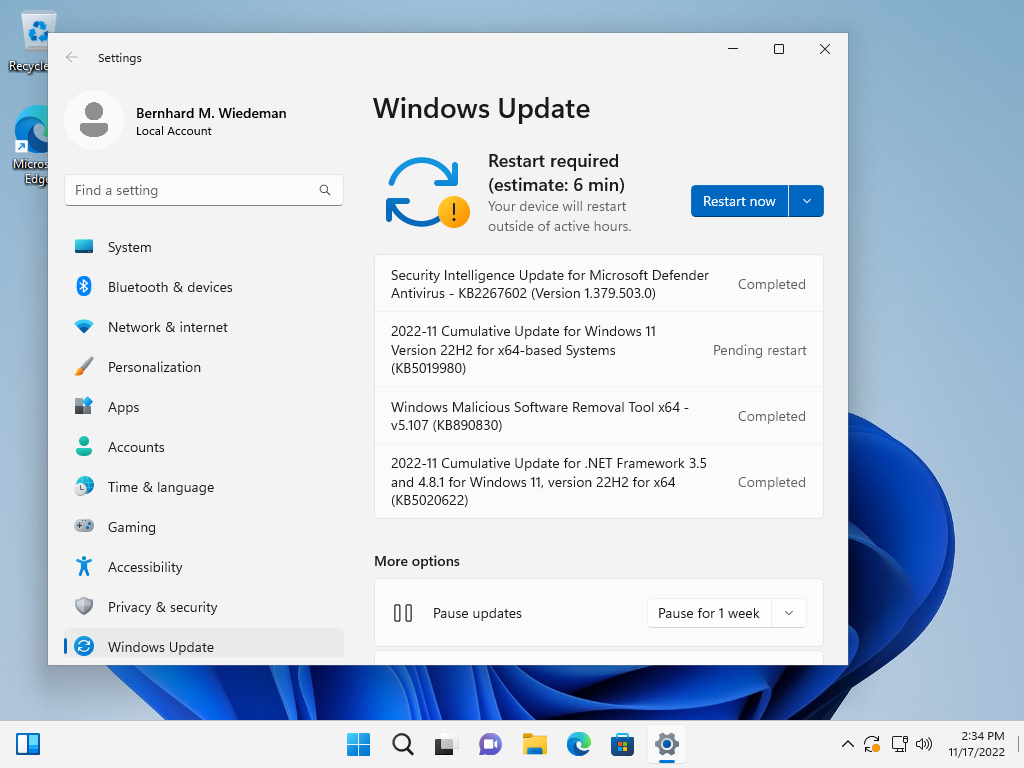 Recycle
Micros
Edge
Settings
Bernhard M. Wiedeman
Local Account
Find a setting
System
Bluetooth & devices
Network & internet
Personalization
Apps
Accounts
Time & language
Gaming
Accessibility
Privacy & security
Windows Update
Windows Update
Restart required
(estimate: 6 min)
Your device will restart
outside of active hours.
Restart now
Security Intelligence Update for Microsoft Defender
Antivirus - KB2267602 (Version 1.379.503.0)
Completed
2022-11 Cumulative Update for Windows 11
Version 22H2 for x64-based Systems
(KB5019980)
Pending restart
Windows Malicious Software Removal Tool x64 -
v5.107 (KB890830)
Completed
2022-11 Cumulative Update for .NET Framework 3.5
and 4.8.1 for Windows 11, version 22H2 for x64
(KB5020622)
Completed
More options
Pause updates
Pause for 1 week
2:34 PM
11/17/2022